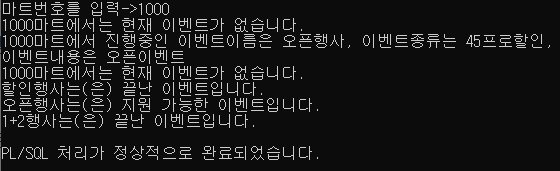 마트번호를 입력->1000
1000마트에서는 현재 이벤트가 없습니다.
1000마트에서 진행중인 이벤트이름은 오픈행사, 이벤트종류는 45프로할인,
이벤트내용은 오픈이벤트
1000마트에서는 현재 이벤트가 없습니다.
할인행사는(은) 끝난 이벤트입니다.
오픈행사는(은) 지원 가능한 이벤트입니다.
1+2행사는(은) 끝난 이벤트입니다.
PL/SQL 처리가 정상적으로 완료되었습니다.